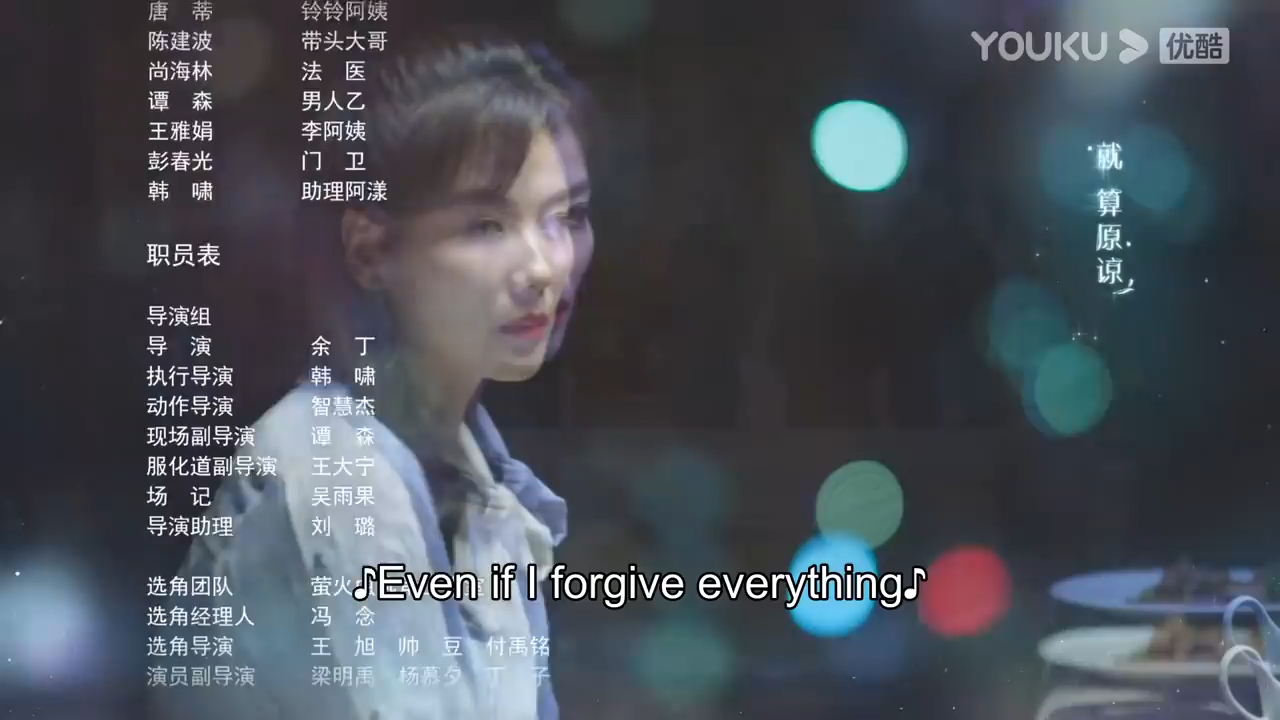 唐 蒂 铃铃阿姨
陈建波 带头大哥
尚海林 法 医
谭 森 男人乙
王雅娟 李阿姨
彭春光 门 卫
韩 啸 助理阿漾
职员表
导演组
导 演 余 丁
执行导演 韩 啸
动作导演 智慧杰
现场副导演 谭 森
服化道副导演 王大宁
场 记 吴雨果
导演助理 刘 璐
选角团队 萤火
选角经理人 冯 念
选角导演 王 旭 帅 豆 付禹铭
演员副导演 梁明禹 杨慕夕 丁 子
YOUKU 优酷
就算原谅
♪Even if I forgive everything♪